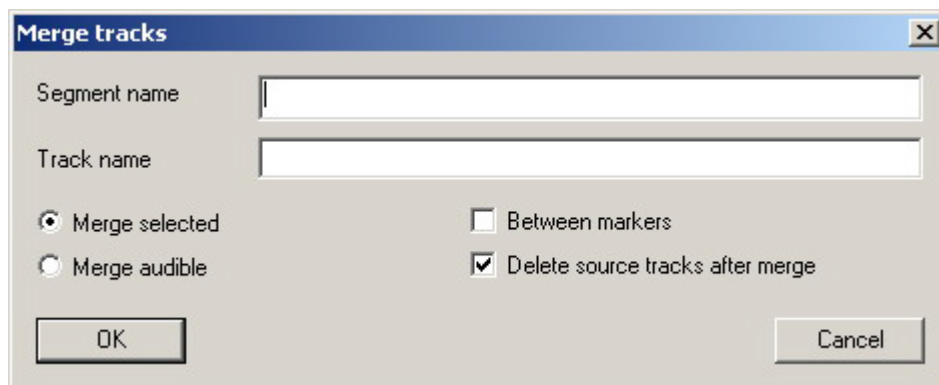 Merge tracks
Segment name
Track name
Merge selected
Between markers
Merge audible
Delete source tracks after merge
OK
Cancel